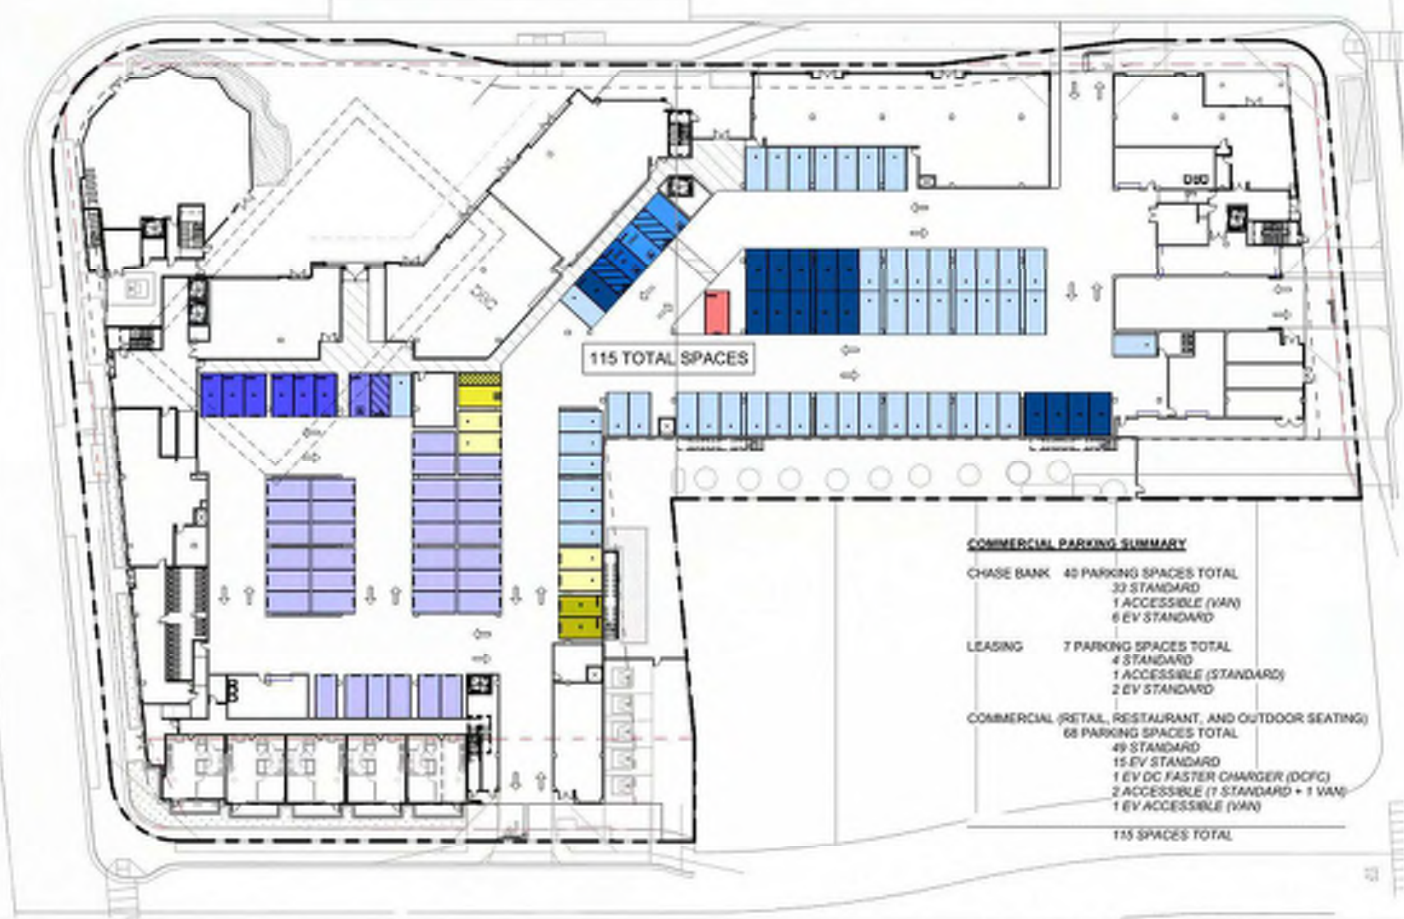 115 TOTAL SPACES
COMMERCIAL PARKING SUMMARY
CHASE BANK 40 PARKING SPACES TOTAL
33 STANDARD
1 ACCESSIBLE (VAN)
6 EV STANDARD
LEASING 7 PARKING SPACES TOTAL
4 STANDARD
1 ACCESSIBLE (STANDARD)
2 EV STANDARD
COMMERCIAL (RETAIL, RESTAURANT, AND OUTDOOR SEATING)
68 PARKING SPACES TOTAL
49 STANDARD
15 EV STANDARD
1 EV DC FASTER CHARGER (DCFC)
2 ACCESSIBLE (1 STANDARD + 1 VAN)
1 EV ACCESSIBLE (VAN)
115 SPACES TOTAL